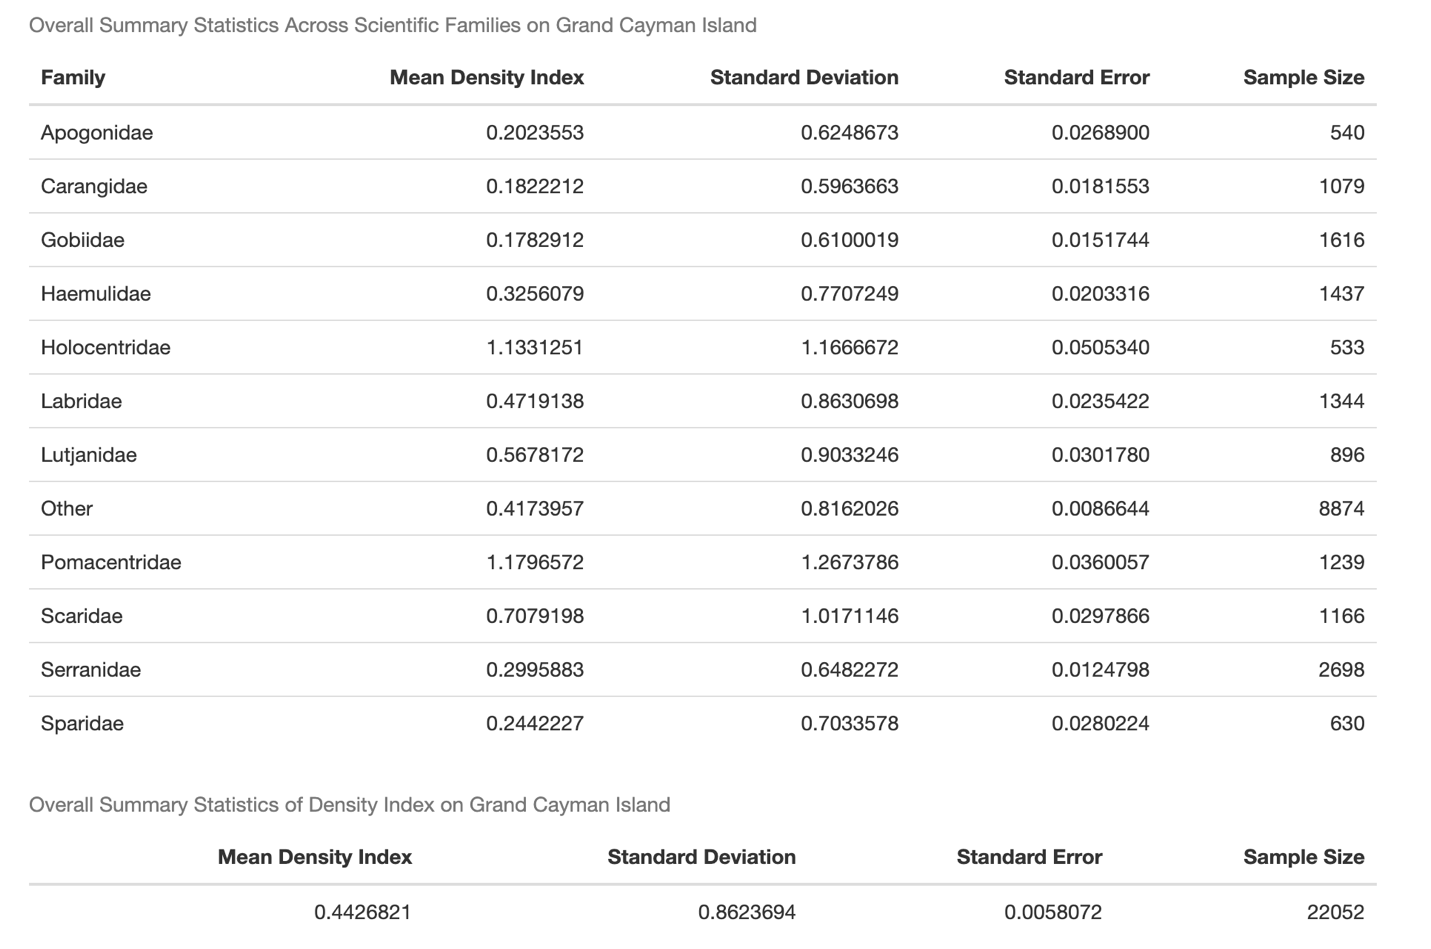 Overall Summary Statistics Across Scientific Families on Grand Cayman Island
Family Mean Density Index Standard Deviation Standard Error Sample Size
Apogonidae 0.2023553 0.6248673 0.0268900 540
Carangidae 0.1822212 0.5963663 0.0181553 1079
Gobiidae 0.1782912 0.6100019 0.0151744 1616
Haemulidae 0.3256079 0.7707249 0.0203316 1437
Holocentridae 1.1331251 1.1666672 0.0505340 533
Labridae 0.4719138 0.8630698 0.0235422 1344
Lutjanidae 0.5678172 0.9033246 0.0301780 896
Other 0.4173957 0.8162026 0.0086644 8874
Pomacentridae 1.1796572 1.2673786 0.0360057 1239
Scaridae 0.7079198 1.0171146 0.0297866 1166
Serranidae 0.2995883 0.6482272 0.0124798 2698
Sparidae 0.2442227 0.7033578 0.0280224 630
Overall Summary Statistics of Density Index on Grand Cayman Island
Mean Density Index Standard Deviation Standard Error Sample Size
0.4426821 0.8623694 0.0058072 22052